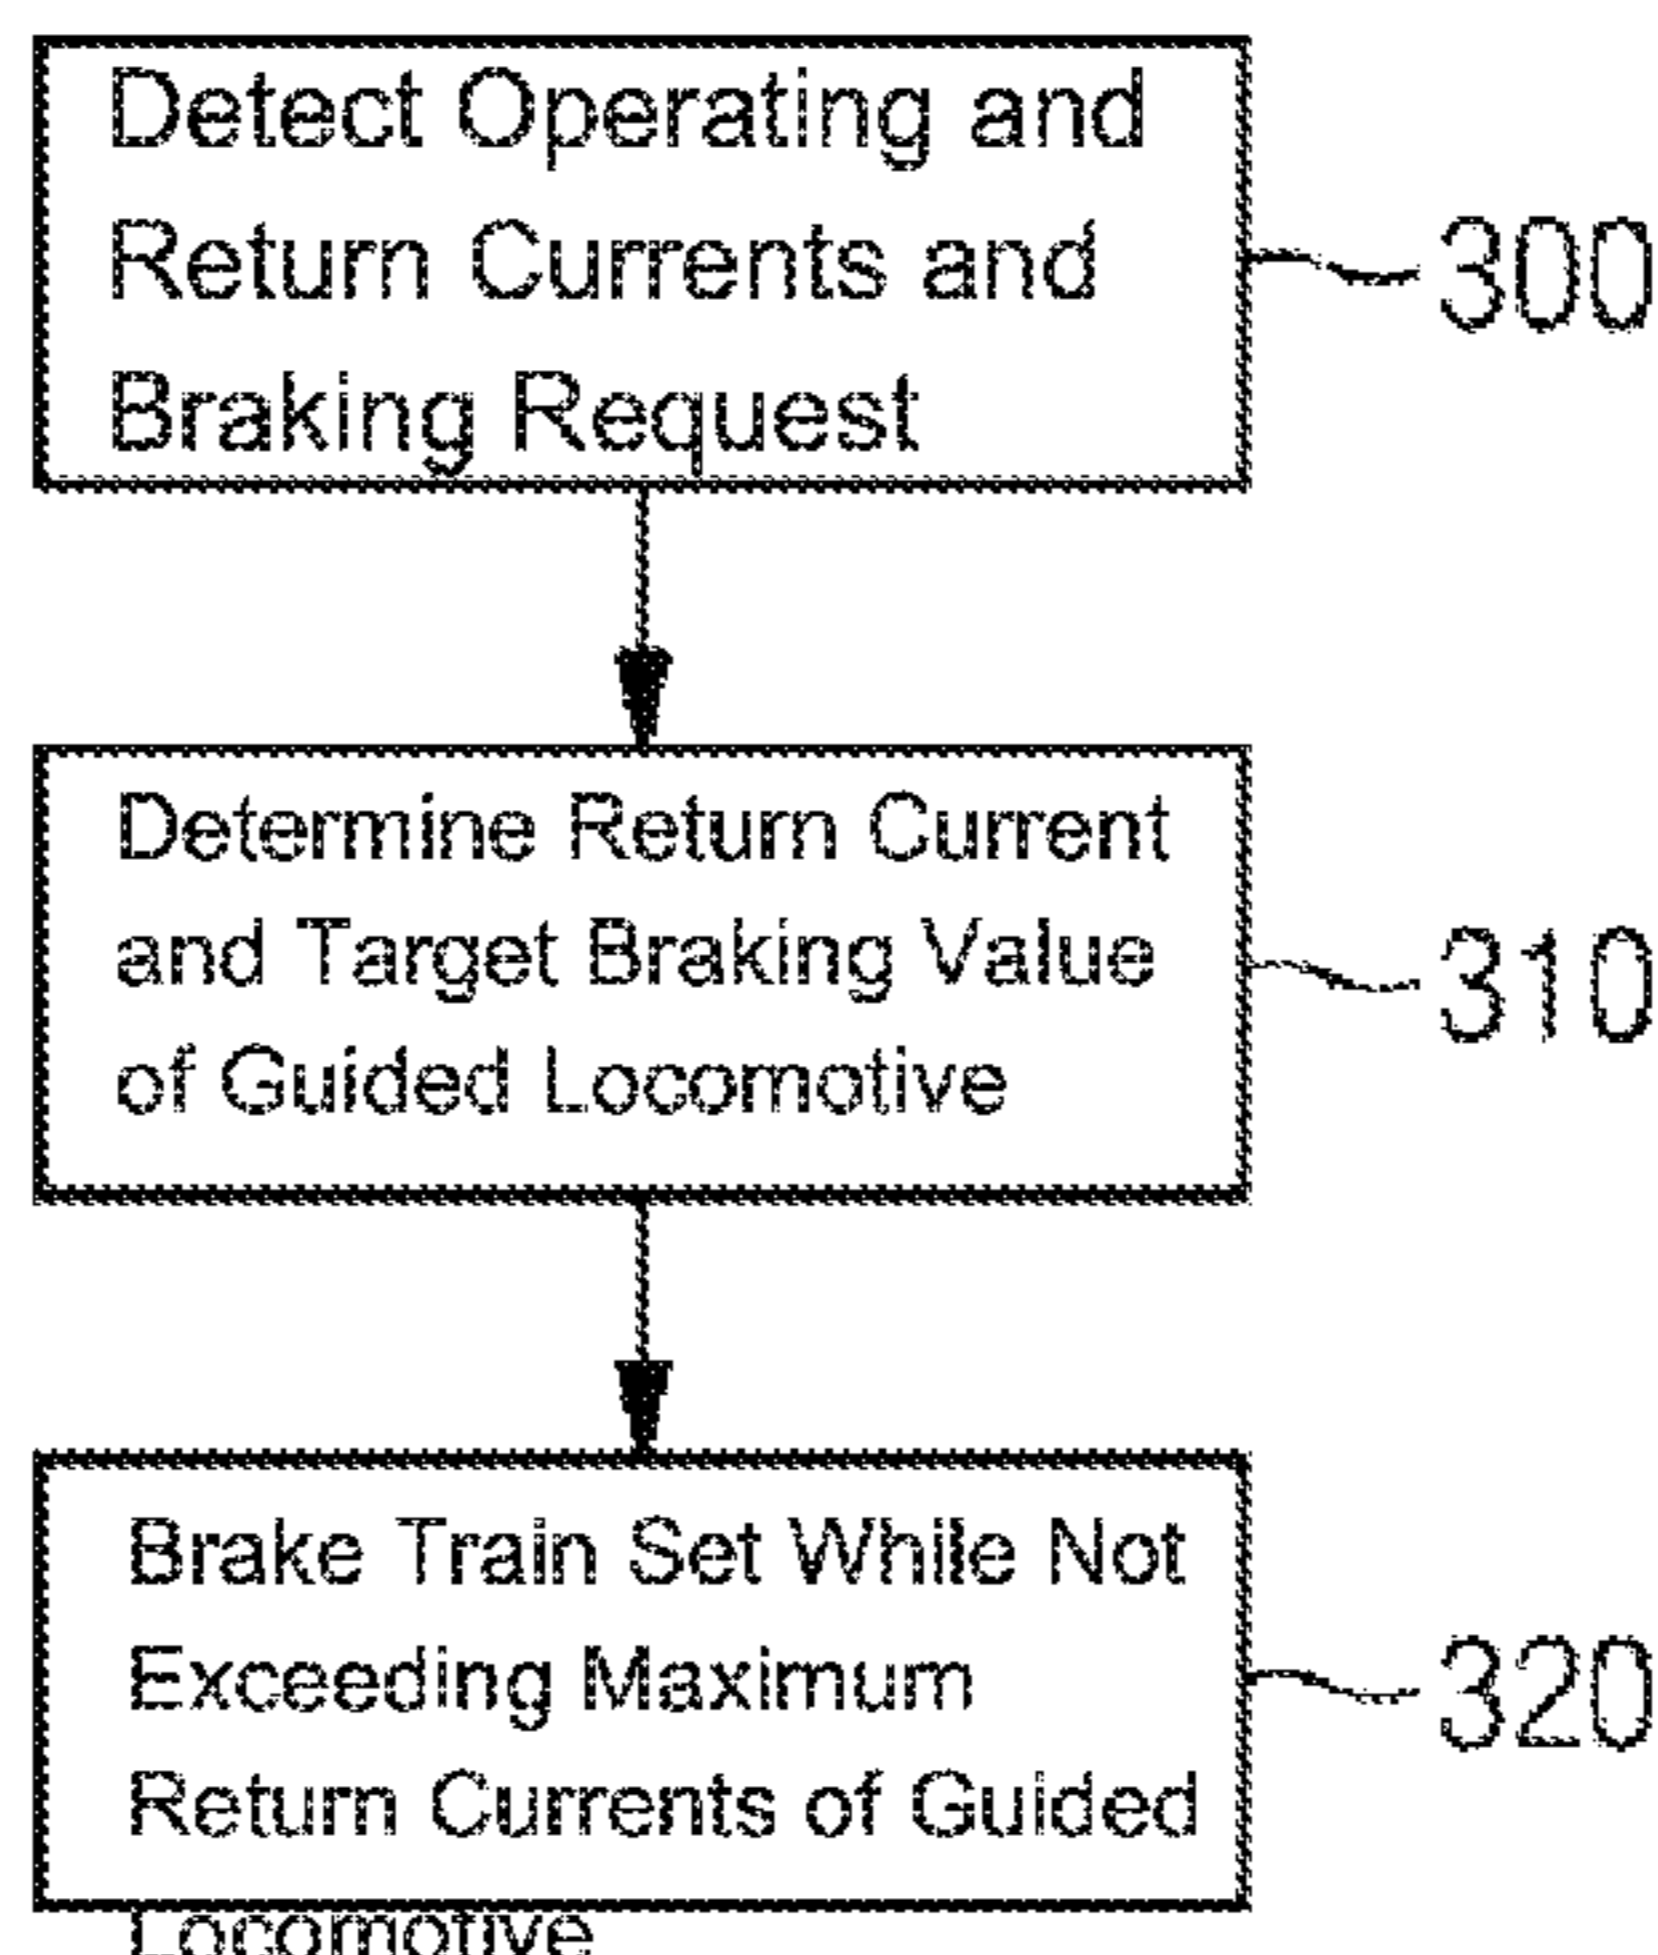 Detect Operating and
Return Currents and
Braking Request
300
Determine Return Current
and Target Braking Value
of Guided Locomotive
310
Brake Train Set While Not
Exceeding Maximum
Return Currents of Guided
Locomotive
320